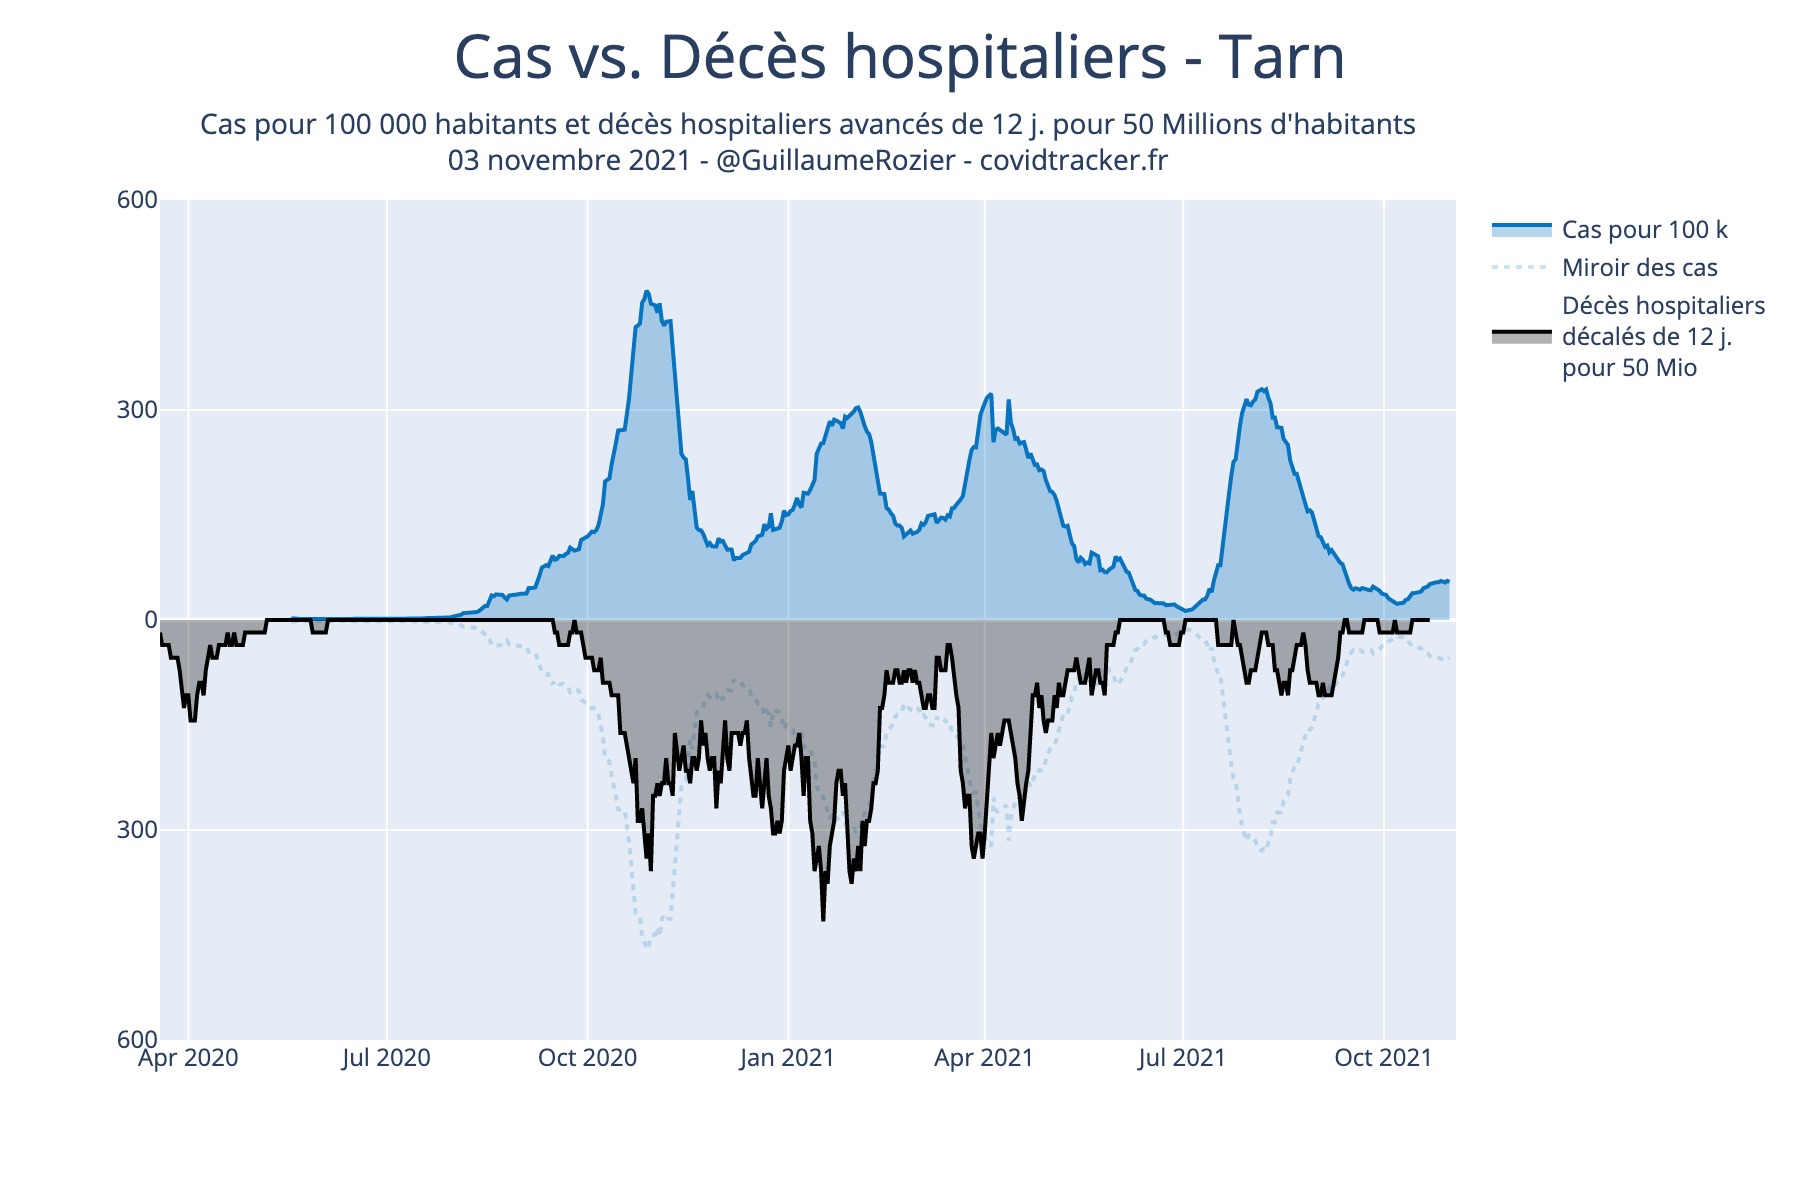 Cas vs. Décès hospitaliers - Tarn
Cas pour 100 000 habitants et décès hospitaliers avancés de 12 j. pour 50 Millions d'habitants
03 novembre 2021 - @GuillaumeRozier - covidtracker.fr
600
300
0
300
600
Apr 2020
Jul 2020
Oct 2020
Jan 2021
Apr 2021
Jul 2021
Oct 2021
Cas pour 100 k
Miroir des cas
Décès hospitaliers
décalés de 12 j.
pour 50 Mio